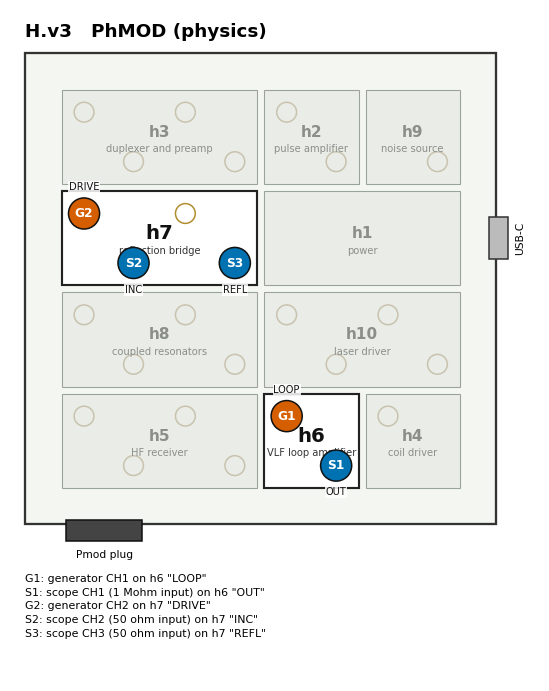 H.v3 PhMOD (physics)
h3
duplexer and preamp
h2
pulse amplifier
h9
noise source
DRIVE
G2
h7
reflection bridge
S2
S3
INC
REFL
h1
power
USB-C
h8
coupled resonators
h10
laser driver
h5
HF receiver
LOOP
G1
h6
VLF loop amplifier
S1
OUT
h4
coil driver
Pmod plug
G1: generator CH1 on h6 "LOOP"
S1: scope CH1 (1 Mohm input) on h6 "OUT"
G2: generator CH2 on h7 "DRIVE"
S2: scope CH2 (50 ohm input) on h7 "INC"
S3: scope CH3 (50 ohm input) on h7 "REFL"